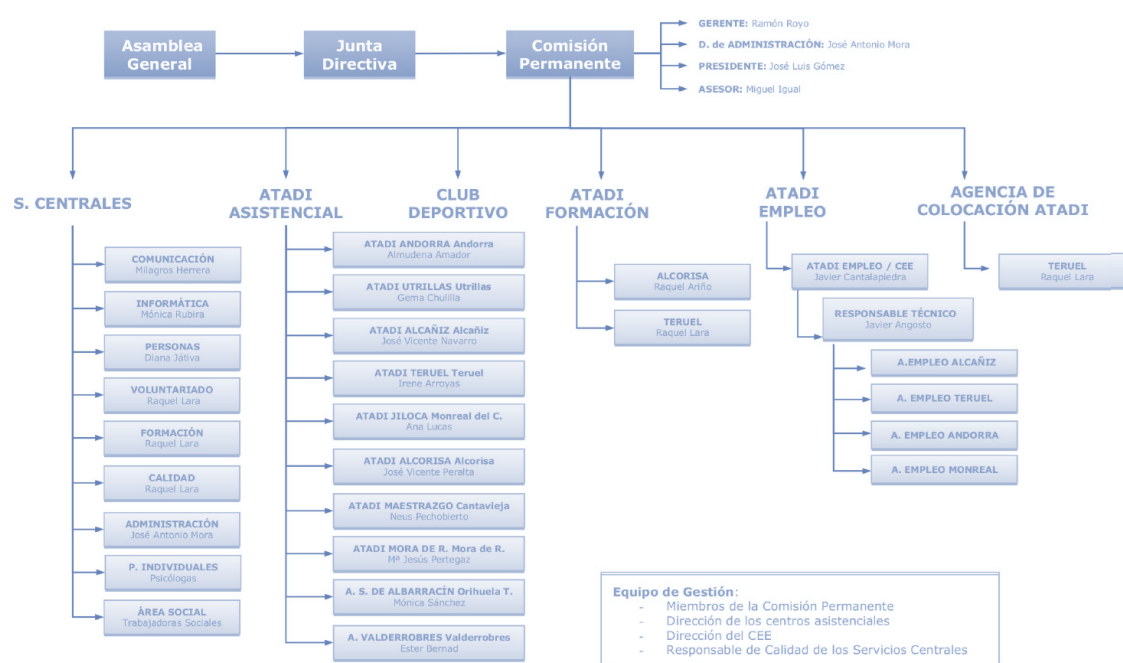 Asamblea
General
Junta
Directiva
Comisión
Permanente
GERENTE: Ramón Royo
D. de ADMINISTRACIÓN: José Antonio Mora
PRESIDENTE: José Luis Gómez
ASESOR: Miguel Igual
S. CENTRALES
COMUNICACIÓN
Milagros Herrera
INFORMÁTICA
Mónica Rubira
PERSONAS
Diana Játiva
VOLUNTARIADO
Raquel Lara
FORMACIÓN
Raquel Lara
CALIDAD
Raquel Lara
ADMINISTRACIÓN
José Antonio Mora
P. INDIVIDUALES
Psicólogas
ÁREA SOCIAL
Trabajadoras Sociales
ATADI
ASISTENCIAL
CLUB
DEPORTIVO
ATADI ANDORRA Andorra
Almudena Amador
ATADI UTRILLAS Utrillas
Gema Chulilla
ATADI ALCAÑIZ Alcañiz
José Vicente Navarro
ATADI TERUEL Teruel
Irene Arroyas
ATADI JILOCA Monreal del C.
Ana Lucas
ATADI ALCORISA Alcorisa
José Vicente Peralta
ATADI MAESTRAZGO Cantavieja
Neus Pechobierto
ATADI MORA DE R. Mora de R.
Mª Jesús Pertegaz
A. S. DE ALBARRACÍN Orihuela T.
Mónica Sánchez
A. VALDERROBRES Valderrobres
Ester Bernad
ATADI
FORMACIÓN
ALCORISA
Raquel Ariño
TERUEL
Raquel Lara
ATADI
EMPLEO
ATADI EMPLEO / CEE
Javier Cantalapiedra
RESPONSABLE TÉCNICO
Javier Angosto
A.EMPLEO ALCAÑIZ
A. EMPLEO TERUEL
A. EMPLEO ANDORRA
A. EMPLEO MONREAL
AGENCIA DE
COLOCACIÓN ATADI
TERUEL
Raquel Lara
Equipo de Gestión:
- Miembros de la Comisión Permanente
- Dirección de los centros asistenciales
- Dirección del CEE
- Responsable de Calidad de los Servicios Centrales